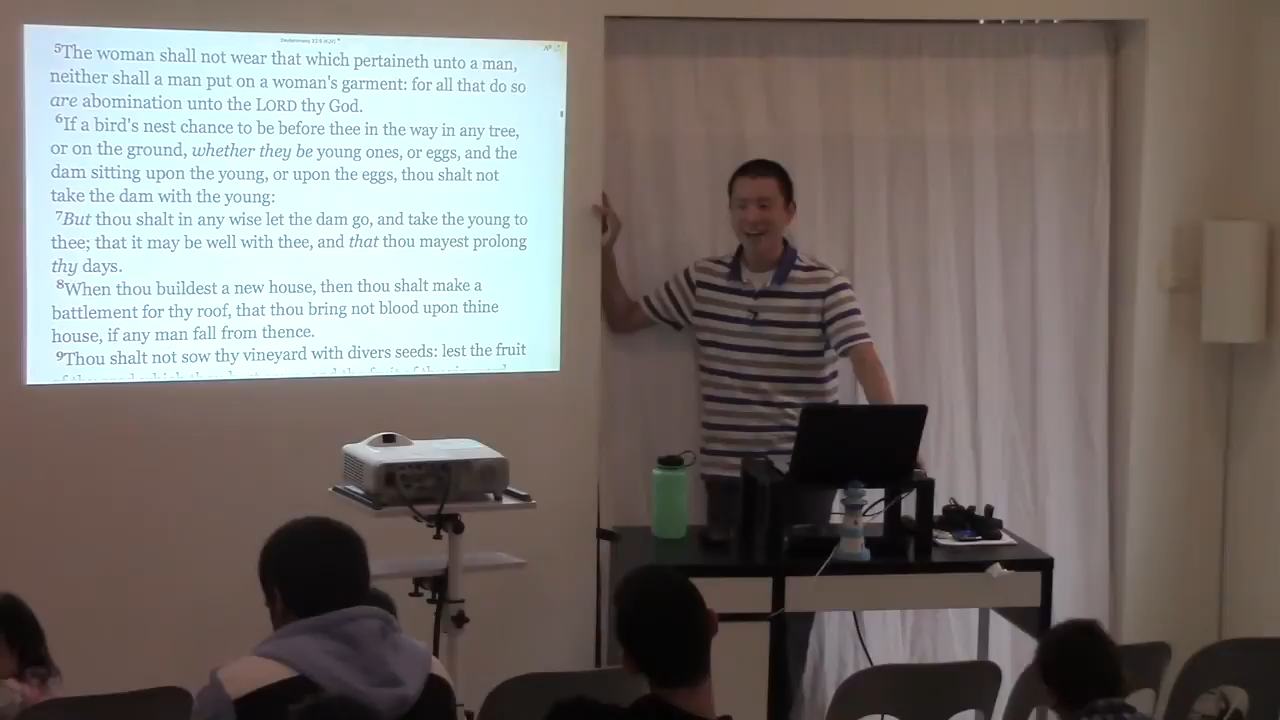 Deuteronomy 22:5 (KJV)
5The woman shall not wear that which pertaineth unto a man,
neither shall a man put on a woman's garment: for all that do so
are abomination unto the LORD thy God.
6If a bird's nest chance to be before thee in the way in any tree,
or on the ground, whether they be young ones, or eggs, and the
dam sitting upon the young, or upon the eggs, thou shalt not
take the dam with the young:
7But thou shalt in any wise let the dam go, and take the young to
thee; that it may be well with thee, and that thou mayest prolong
thy days.
8When thou buildest a new house, then thou shalt make a
battlement for thy roof, that thou bring not blood upon thine
house, if any man fall from thence.
9Thou shalt not sow thy vineyard with divers seeds: lest the fruit